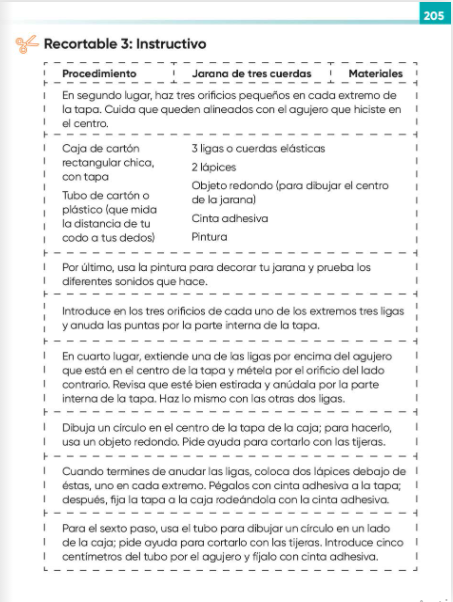 205
Recortable 3: Instructivo
Procedimiento Jarana de tres cuerdas Materiales
En segundo lugar, haz tres orificios pequeños en cada extremo de
la tapa. Cuida que queden alineados con el agujero que hiciste en
el centro.
Caja de cartón
rectangular chica,
con tapa
Tubo de cartón o
plástico (que mida
la distancia de tu
codo a tus dedos)
3 ligas o cuerdas elásticas
2 lápices
Objeto redondo (para dibujar el centro
de la jarana)
Cinta adhesiva
Pintura
Por último, usa la pintura para decorar tu jarana y prueba los
diferentes sonidos que hace.
Introduce en los tres orificios de cada uno de los extremos tres ligas
y anuda las puntas por la parte interna de la tapa.
En cuarto lugar, extiende una de las ligas por encima del agujero
que está en el centro de la tapa y métela por el orificio del lado
contrario. Revisa que esté bien estirada y anúdala por la parte
interna de la tapa. Haz lo mismo con las otras dos ligas.
Dibuja un círculo en el centro de la tapa de la caja; para hacerlo,
usa un objeto redondo. Pide ayuda para cortarlo con las tijeras.
Cuando termines de anudar las ligas, coloca dos lápices debajo de
éstas, uno en cada extremo. Pégalos con cinta adhesiva a la tapa;
después, fija la tapa a la caja rodeándola con la cinta adhesiva.
Para el sexto paso, usa el tubo para dibujar un círculo en un lado
de la caja; pide ayuda para cortarlo con las tijeras. Introduce cinco
centímetros del tubo por el agujero y fíjalo con cinta adhesiva.